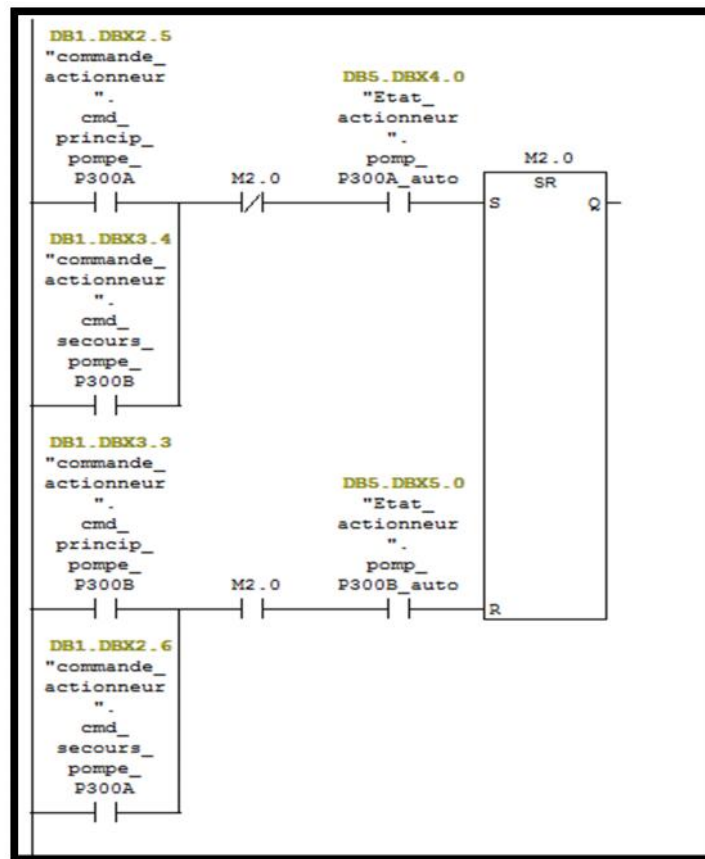 DB1.DBX2.5
"commande_
actionneur
".
cmd_
princip_
pompe_
P300A
M2.0
DB5.DBX4.0
"Etat_
actionneur
".
pomp_
P300A_auto
M2.0
SR
S
Q
DB1.DBX3.4
"commande_
actionneur
".
cmd_
secours_
pompe_
P300B
DB1.DBX3.3
"commande_
actionneur
".
cmd_
princip_
pompe_
P300B
M2.0
DB5.DBX5.0
"Etat_
actionneur
".
pomp_
P300B_auto
R
DB1.DBX2.6
"commande_
actionneur
".
cmd_
secours_
pompe_
P300A